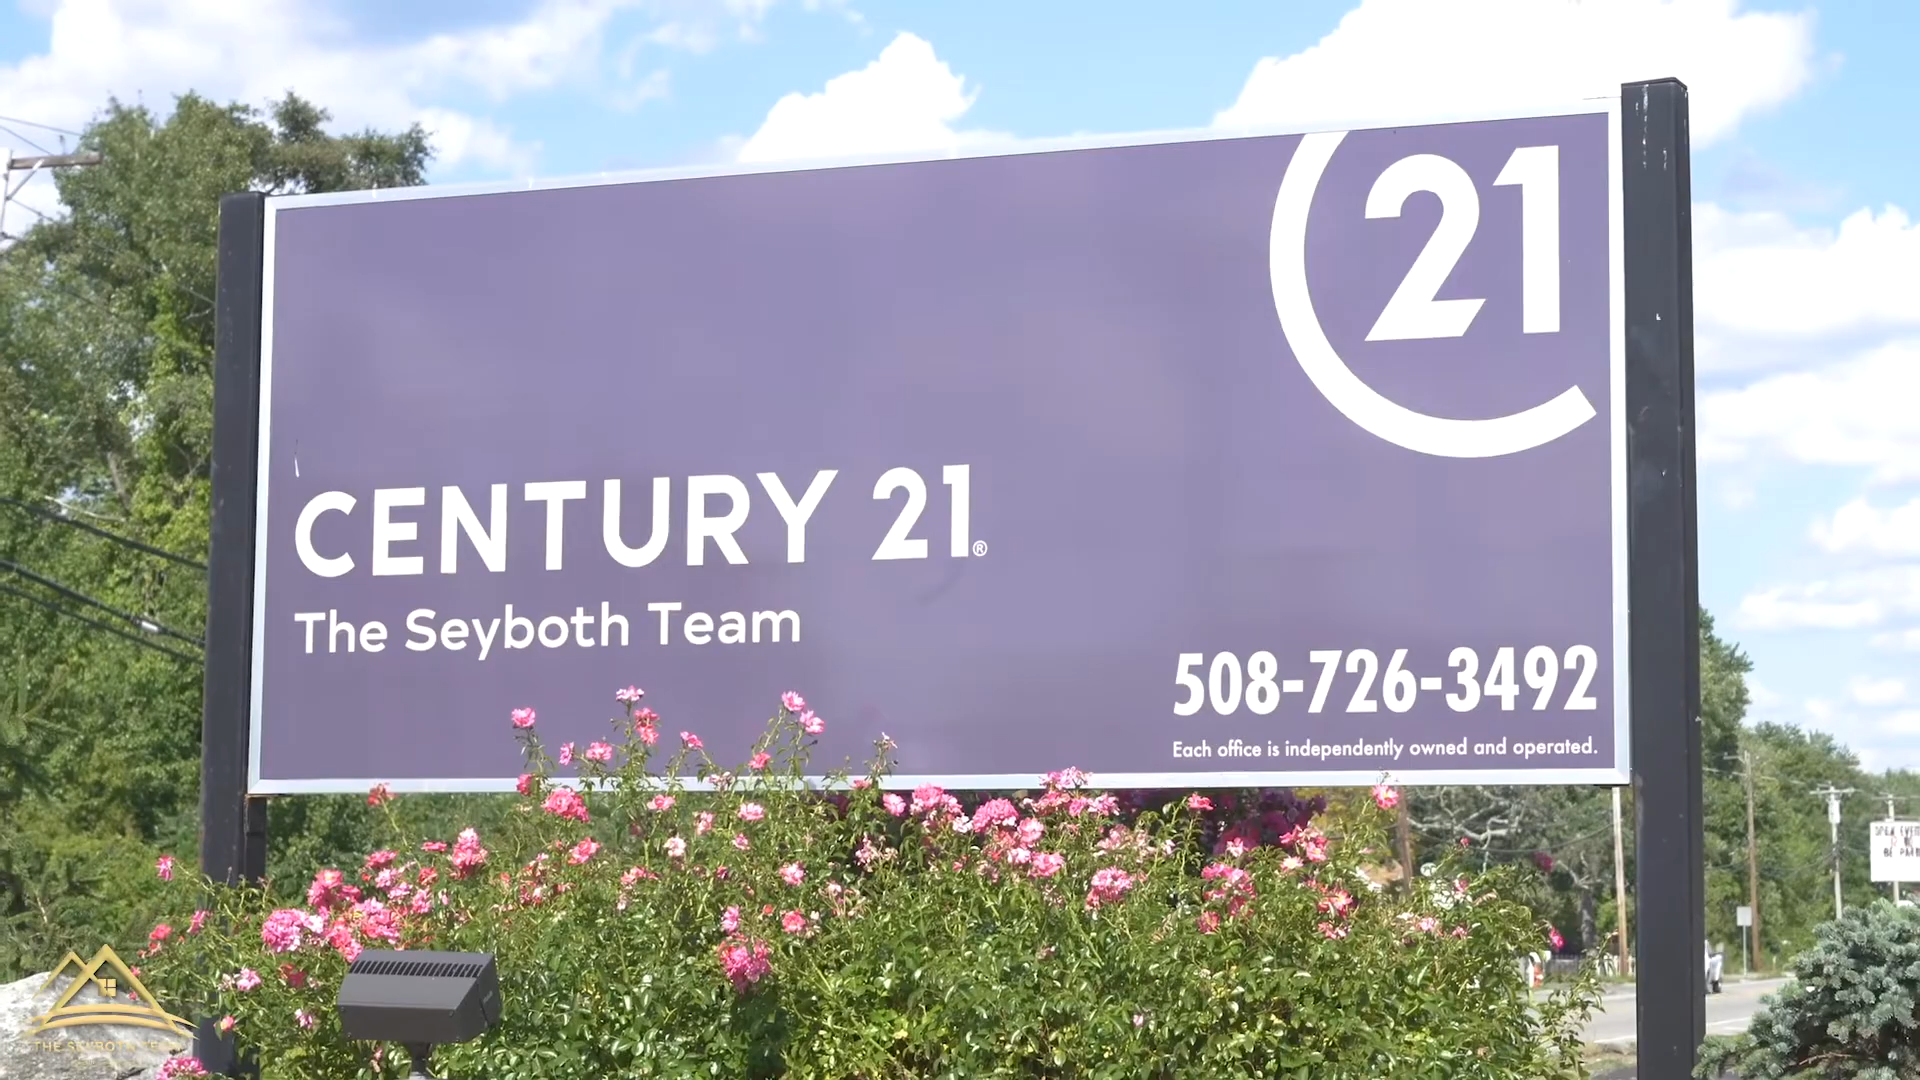 21
CENTURY 21®
The Seyboth Team
508-726-3492
Each office is independently owned and operated.
THE SEYBOTH TEAM